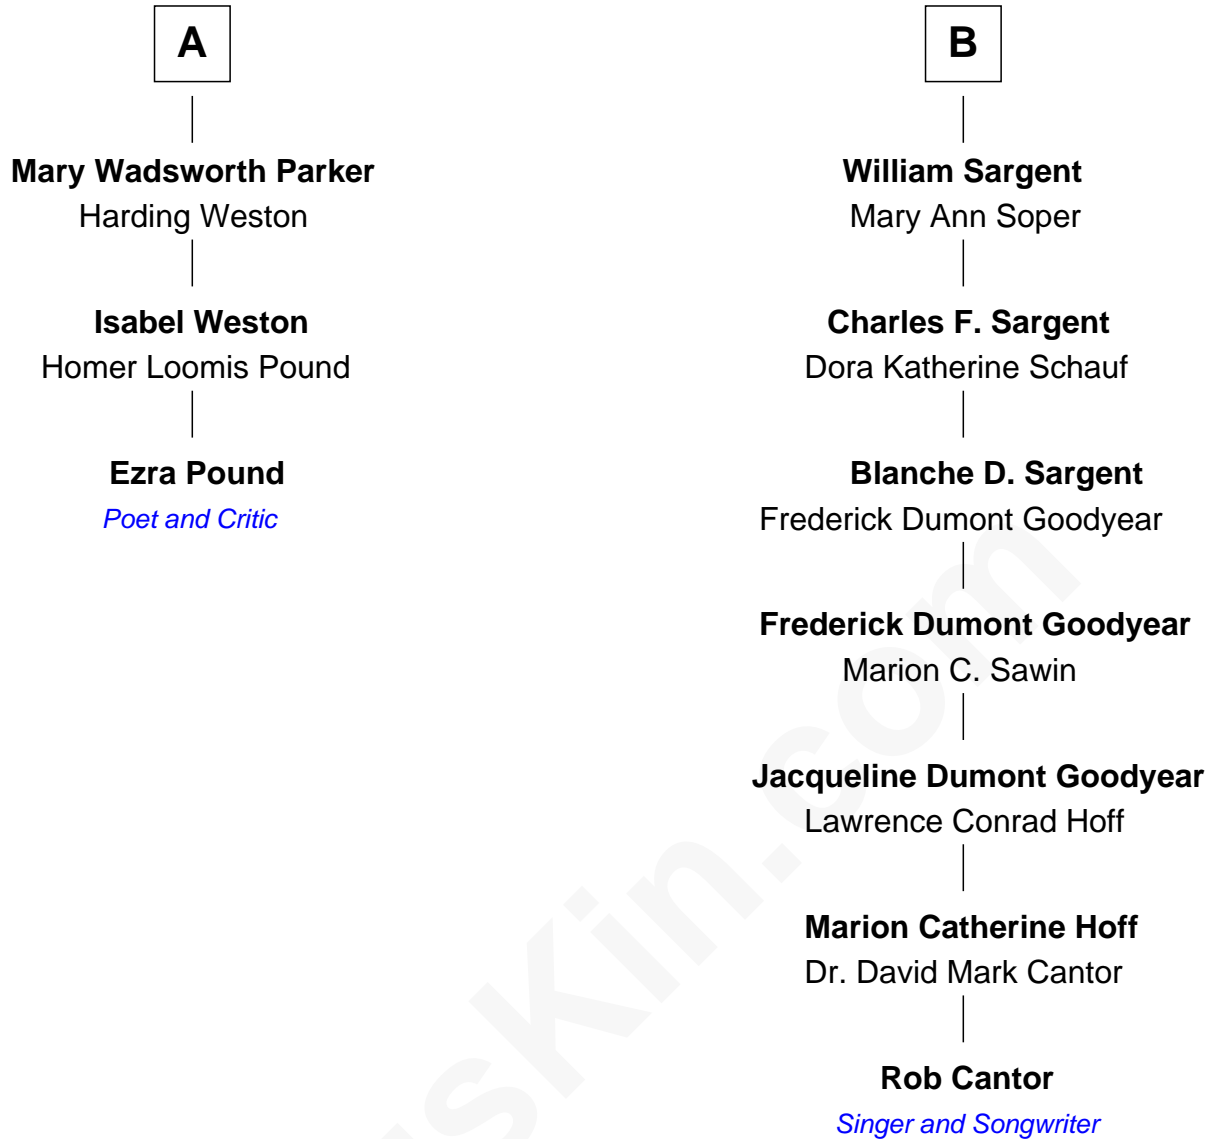 A
Mary Wadsworth Parker
Harding Weston
Isabel Weston
Homer Loomis Pound
Ezra Pound
Poet and Critic
B
William Sargent
Mary Ann Soper
Charles F. Sargent
Dora Katherine Schauf
Blanche D. Sargent
Frederick Dumont Goodyear
Frederick Dumont Goodyear
Marion C. Sawin
Jacqueline Dumont Goodyear
Lawrence Conrad Hoff
Marion Catherine Hoff
Dr. David Mark Cantor
Rob Cantor
Singer and Songwriter
sKin.com